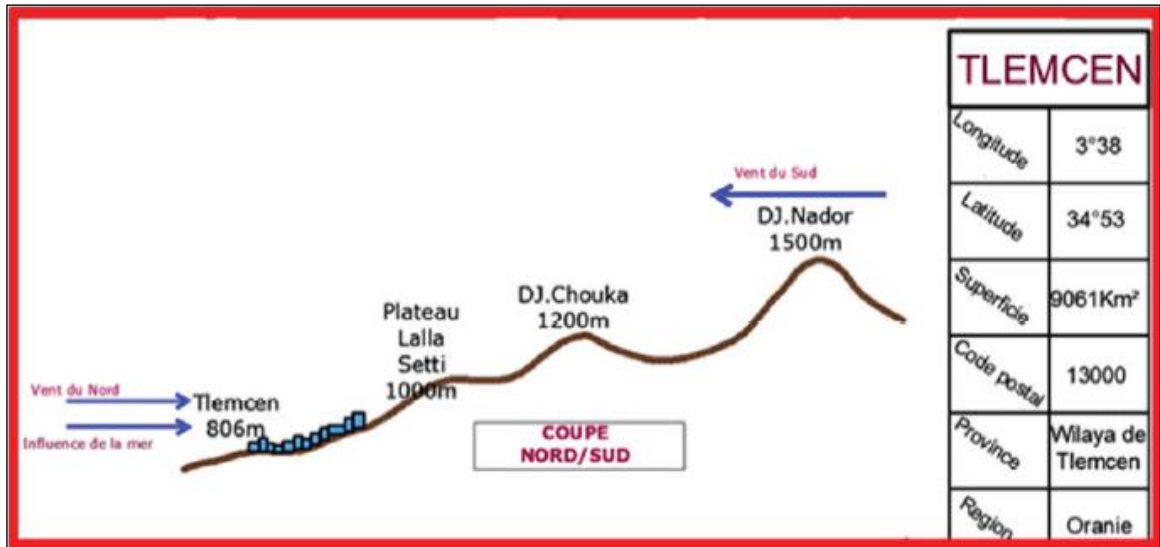 Vent du Sud
DJ.Nador
1500m
DJ.Chouka
1200m
Plateau
Lalla
Setti
1000m
Vent du Nord
Tlemcen
806m
Influence de la mer
COUPE
NORD/SUD
TLEMCEN
Longitude 3°38
Latitude 34°53
Superficie 9061Km²
Code postal 13000
Province Wilaya de
Tlemcen
Region Oranie